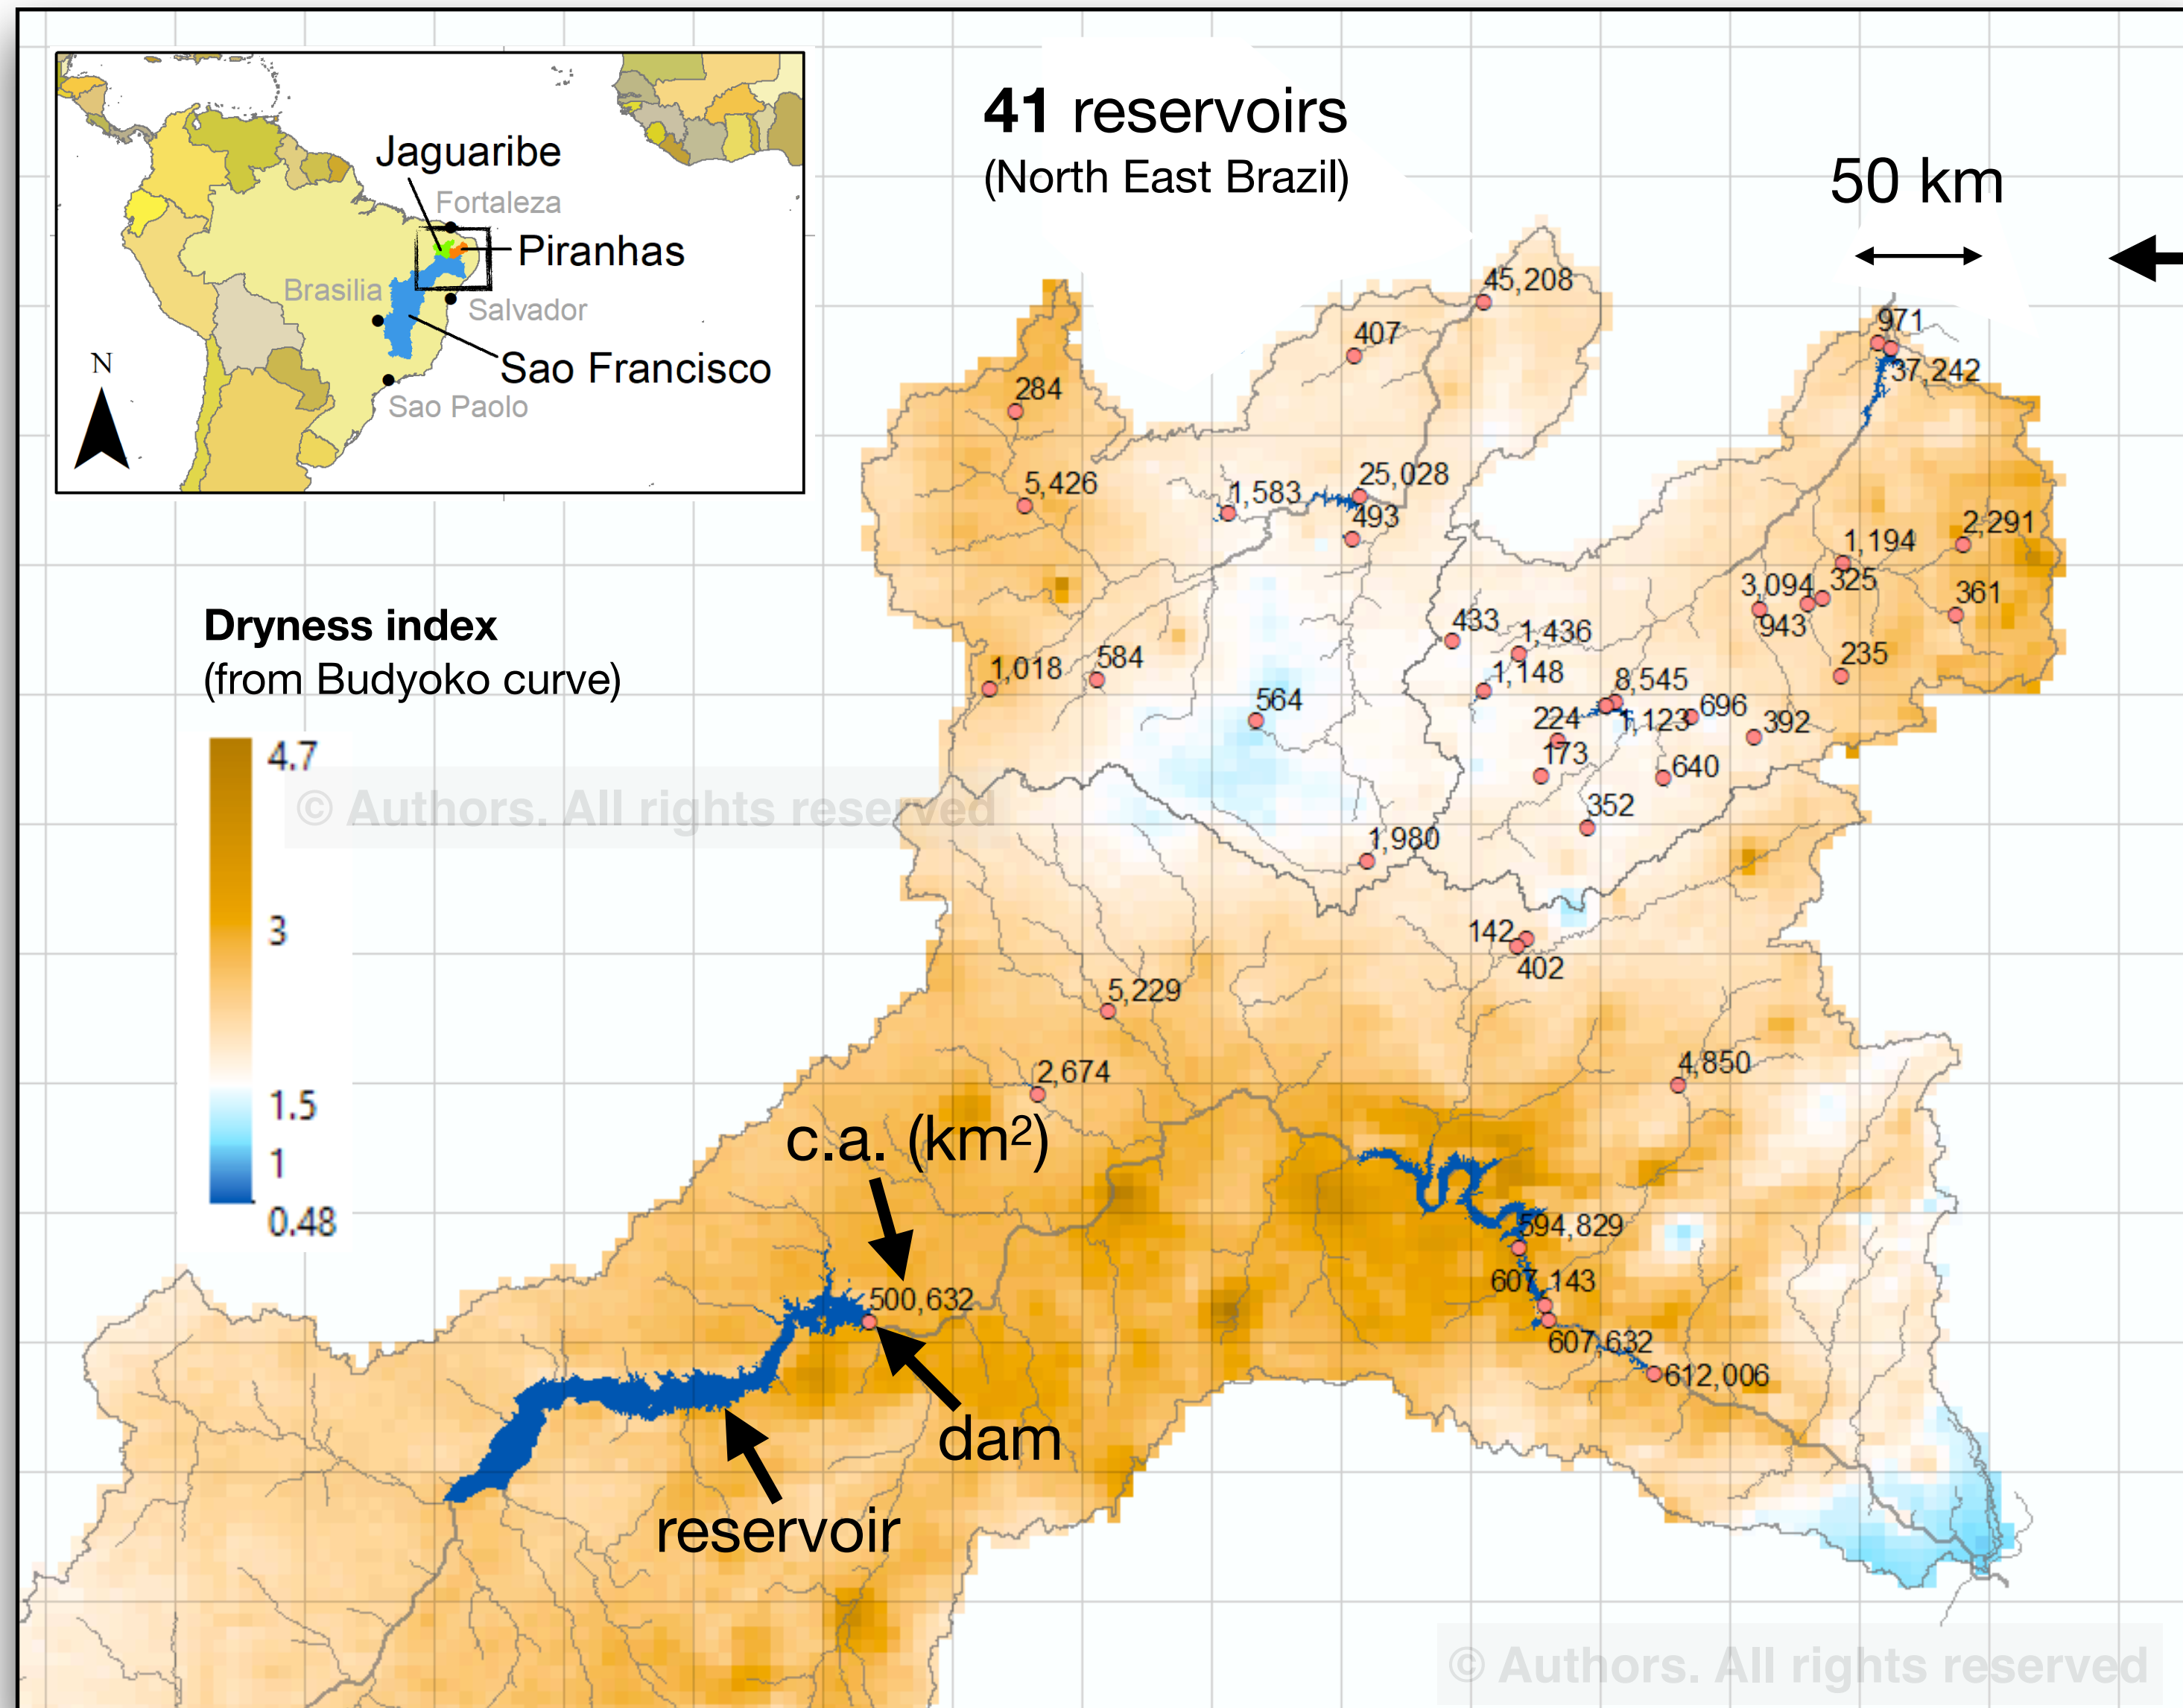 41 reservoirs
(North East Brazil)
50 km
Jaguaribe
Fortaleza
Piranhas
Brasilia
Salvador
Sao Francisco
N
Sao Paolo
Dryness index
(from Budyoko curve)
4.7
3
1.5
1
0.48
45,208
407
971
37,242
284
5,426
1,583
25,028
493
2,291
1,194
325
3,094
943
361
235
433
1,436
1,148
1,018
584
564
8,545
224
1,123
696
392
173
640
352
1,980
© Authors. All rights reserved
142
402
5,229
2,674
4,850
c.a. (km²)
594,829
607,143
500,632
607,632
612,006
dam
reservoir
© Authors. All rights reserved